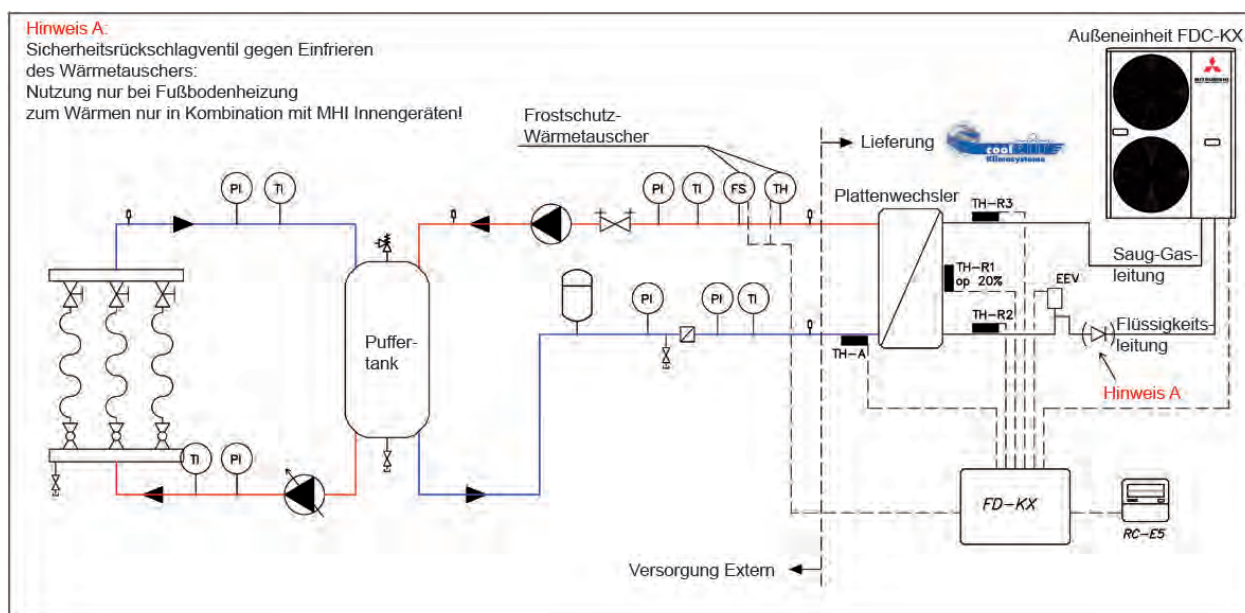 Hinweis A:
Sicherheitsrückschlagventil gegen Einfrieren
des Wärmetauschers:
Nutzung nur bei Fußbodenheizung
zum Wärmen nur in Kombination mit MHI Innengeräten!
Außeneinheit FDC-KX
Frostschutz-
Wärmetauscher
Lieferung
cool
Klimasysteme
Plattenwechsler
PI
TI
PI
TI
FS
TH
TH-R3
Saug-Gas-
leitung
TH-R1
op 20%
EEV
TH-R2
Flüssigkeits-
leitung
PI
PI
TI
TH-A
Hinweis A
Puffer-
tank
TI
PI
FD-KX
RC-E5
Versorgung Extern